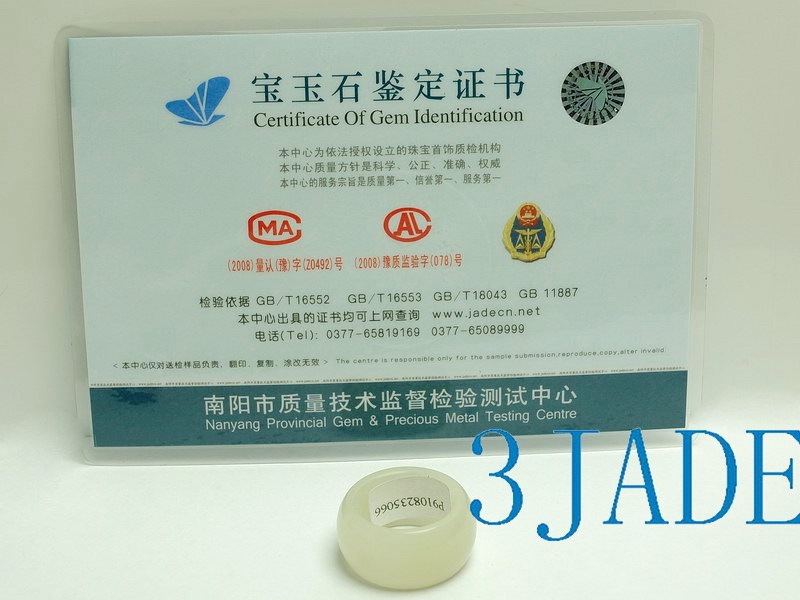 宝玉石鉴定证书
Certificate Of Gem Identification
本中心为依法授权设立的珠宝首饰质检机构
本中心质量方针是科学、公正、准确、权威
本中心的服务宗旨是质量第一、信誉第一、服务第一
MA
AL
(2008)量认(豫)字(Z0492)号
(2008)豫质监验字(078)号
检验依据 GB/T16552 GB/T16553 GB/T18043 GB 11887
本中心出具的证书均可上网查询 www.jadecn.net
电话(Tel): 0377-65819169 0377-65089999
<本中心仅对送检样品负责，翻印、复制、涂改无效> The centre is responsible only for the sample submission,reproduce,copy,alter invalid.
南阳市质量技术监督检验测试中心
Nanyang Provincial Gem & Precious Metal Testing Centre
3JADE
P9108235066